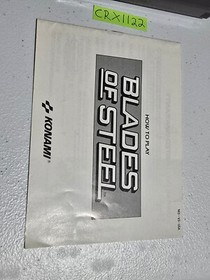 CRX1122
HOW TO PLAY
BLADES
OF STEEL
KONAMI